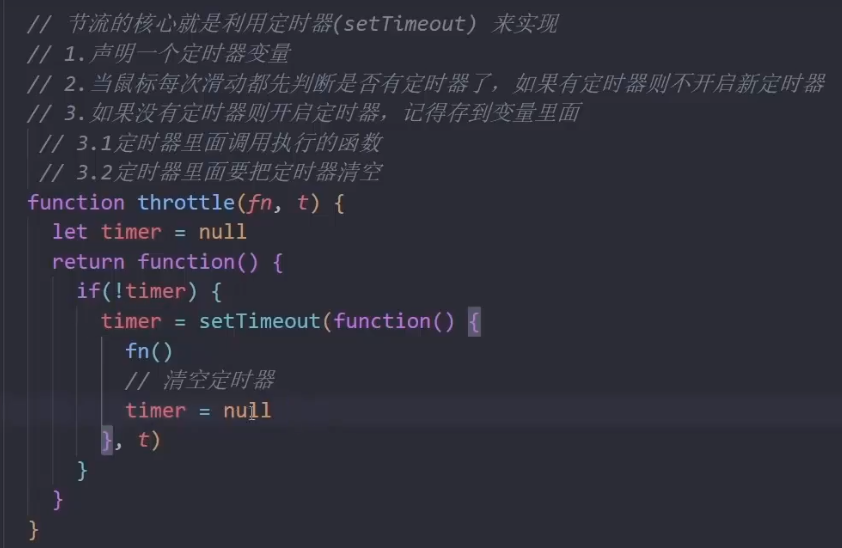 // 节流的核心就是利用定时器(setTimeout) 来实现
// 1.声明一个定时器变量
// 2.当鼠标每次滑动都先判断是否有定时器了，如果有定时器则不开启新定时器
// 3.如果没有定时器则开启定时器，记得存到变量里面
// 3.1定时器里面调用执行的函数
// 3.2定时器里面要把定时器清空
function throttle(fn, t) {
let timer = null
return function() {
if(!timer) {
timer = setTimeout(function() {
fn()
// 清空定时器
timer = null
}, t)
}
}
}